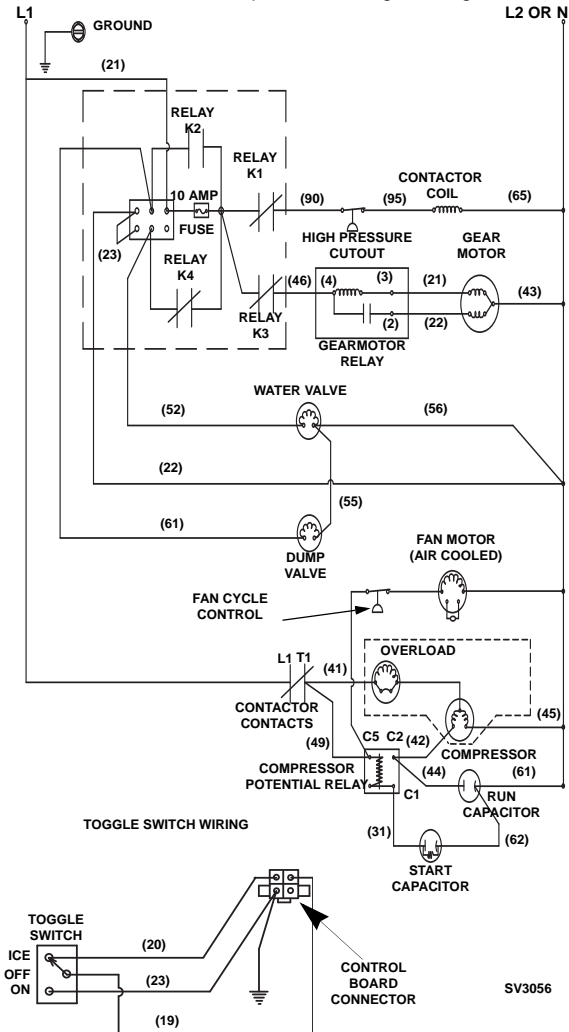 L1
GROUND
L2 OR N
(21)
RELAY
K2
RELAY
K1
10 AMP
FUSE
(90)
(95)
CONTACTOR
COIL
(65)
(23)
RELAY
K4
HIGH PRESSURE
CUTOUT
GEAR
MOTOR
RELAY
K3
(46)
(4)
(3)
(21)
(43)
(2)
(22)
GEARMOTOR
RELAY
WATER VALVE
(52)
(56)
(22)
(55)
(61)
DUMP
VALVE
FAN MOTOR
(AIR COOLED)
FAN CYCLE
CONTROL
OVERLOAD
L1 T1
(41)
CONTACTOR
CONTACTS
(45)
(49)
C5 C2
(42)
COMPRESSOR
COMPRESSOR
POTENTIAL RELAY
(44)
(61)
C1
RUN
CAPACITOR
TOGGLE SWITCH WIRING
(31)
(62)
START
CAPACITOR
TOGGLE
SWITCH
ICE
OFF
ON
(20)
(23)
(19)
CONTROL
BOARD
CONNECTOR
SV3056